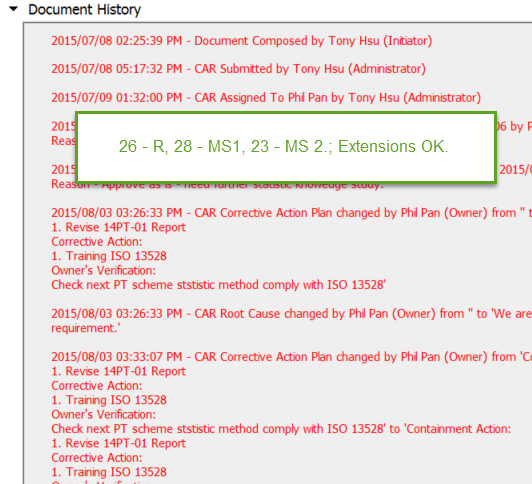 Document History
2015/07/08 02:25:39 PM - Document Composed by Tony Hsu (Initiator)
2015/07/08 05:17:32 PM - CAR Submitted by Tony Hsu (Administrator)
2015/07/09 01:32:00 PM - CAR Assigned To Phil Pan by Tony Hsu (Administrator)
2015
06 by
Reas
26 - R, 28 - MS1, 23 - MS 2.; Extensions OK.
2015
2015/
Reason - Approve as is - need further statistic knowledge study.
2015/08/03 03:26:33 PM - CAR Corrective Action Plan changed by Phil Pan (Owner) from '' t
1. Revise 14PT-01 Report
Corrective Action:
1. Training ISO 13528
Owner's Verification:
Check next PT scheme ststistic method comply with ISO 13528'
2015/08/03 03:26:33 PM - CAR Root Cause changed by Phil Pan (Owner) from '' to 'We are
requirement.'
2015/08/03 03:33:07 PM - CAR Corrective Action Plan changed by Phil Pan (Owner) from 'Co
1. Revise 14PT-01 Report
Corrective Action:
1. Training ISO 13528
Owner's Verification:
Check next PT scheme ststistic method comply with ISO 13528' to 'Containment Action:
1. Revise 14PT-01 Report
Corrective Action:
1. Training ISO 13528